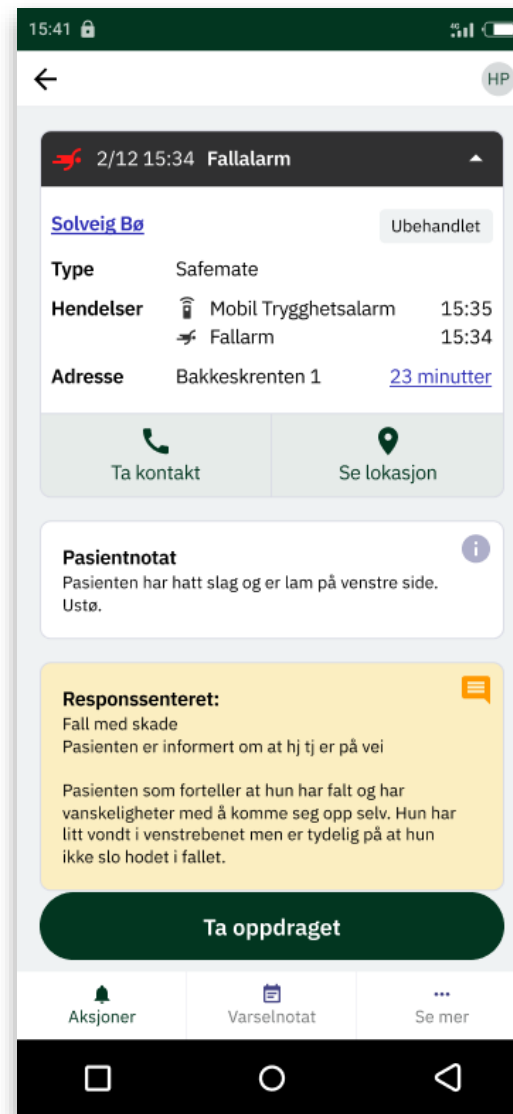 15:41
4G
HP
2/12 15:34 Fallalarm
Solveig Bø Ubehandlet
Type Safemate
Hendelser Mobil Trygghetsalarm 15:35
Fallarm 15:34
Adresse Bakkeskrenten 1 23 minutter
Ta kontakt Se lokasjon
Pasientnotat
Pasienten har hatt slag og er lam på venstre side.
Ustø.
Responssenteret:
Fall med skade
Pasienten er informert om at hj tj er på vei
Pasienten som forteller at hun har falt og har
vanskeligheter med å komme seg opp selv. Hun har
litt vondt i venstrebenet men er tydelig på at hun
ikke slo hodet i fallet.
Ta oppdraget
Aksjoner Varselnotat Se mer